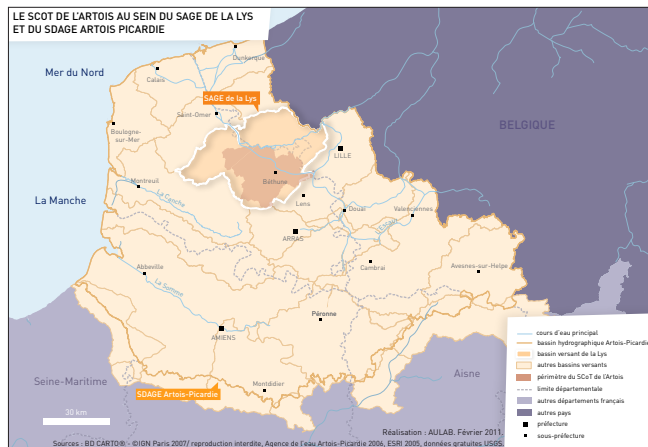 LE SCOT DE L'ARTOIS AU SEIN DU SAGE DE LA LYS
ET DU SDAGE ARTOIS PICARDIE
Mer du Nord
Dunkerque
Calais
SAGE de la Lys
Saint-Omer
Boulogne-
sur-Mer
BELGIQUE
LILLE
Béthune
Montreuil
La Canche
Lens
La Manche
Douai
Valenciennes
L'Escaut
ARRAS
Abbeville
Cambrai
Avesnes-sur-Helpe
La Somme
Péronne
AMIENS
Seine-Maritime
Aisne
Montdidier
SDAGE Artois-Picardie
30 km
cours d'eau principal
bassin hydrographique Artois-Picardie
bassin versant de la Lys
autres bassins versants
périmètre du SCoT de l'Artois
limite départementale
autres départements français
autres pays
préfecture
sous-préfecture
Réalisation : AULAB. Février 2011.
Sources : BD CARTO® - ©IGN Paris 2007/ reproduction interdite, Agence de l'eau Artois-Picardie 2006, ESRI 2005, données gratuites USGS.